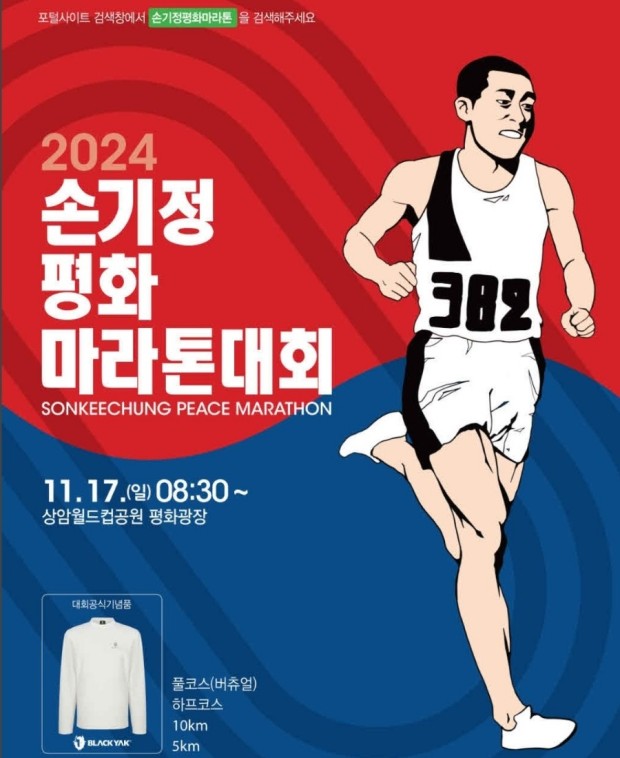 포털사이트 검색창에서 손기정평화마라톤 을 검색해주세요
2024
손기정
평화
마라톤대회
SONKEECHUNG PEACE MARATHON
382
11.17.(일) 08:30~
상암월드컵공원 평화광장
대회공식기념품
BLACKYAK
풀코스(버츄얼)
하프코스
10km
5km